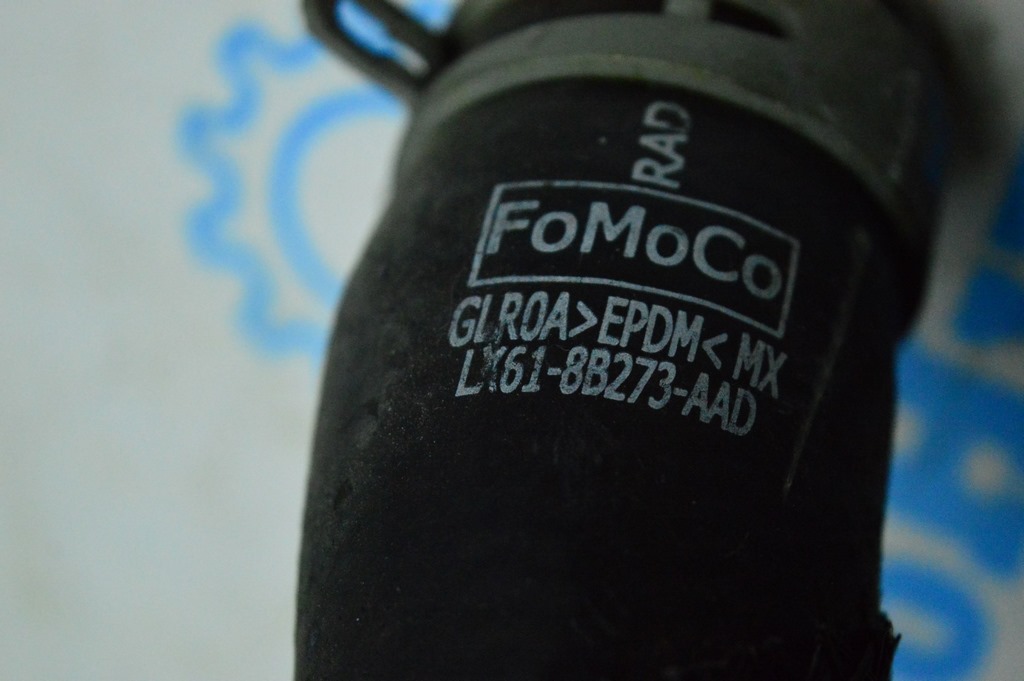 RAD
FoMoCo
GLR0A>EPDM< MX
LX61-8B273-AAD